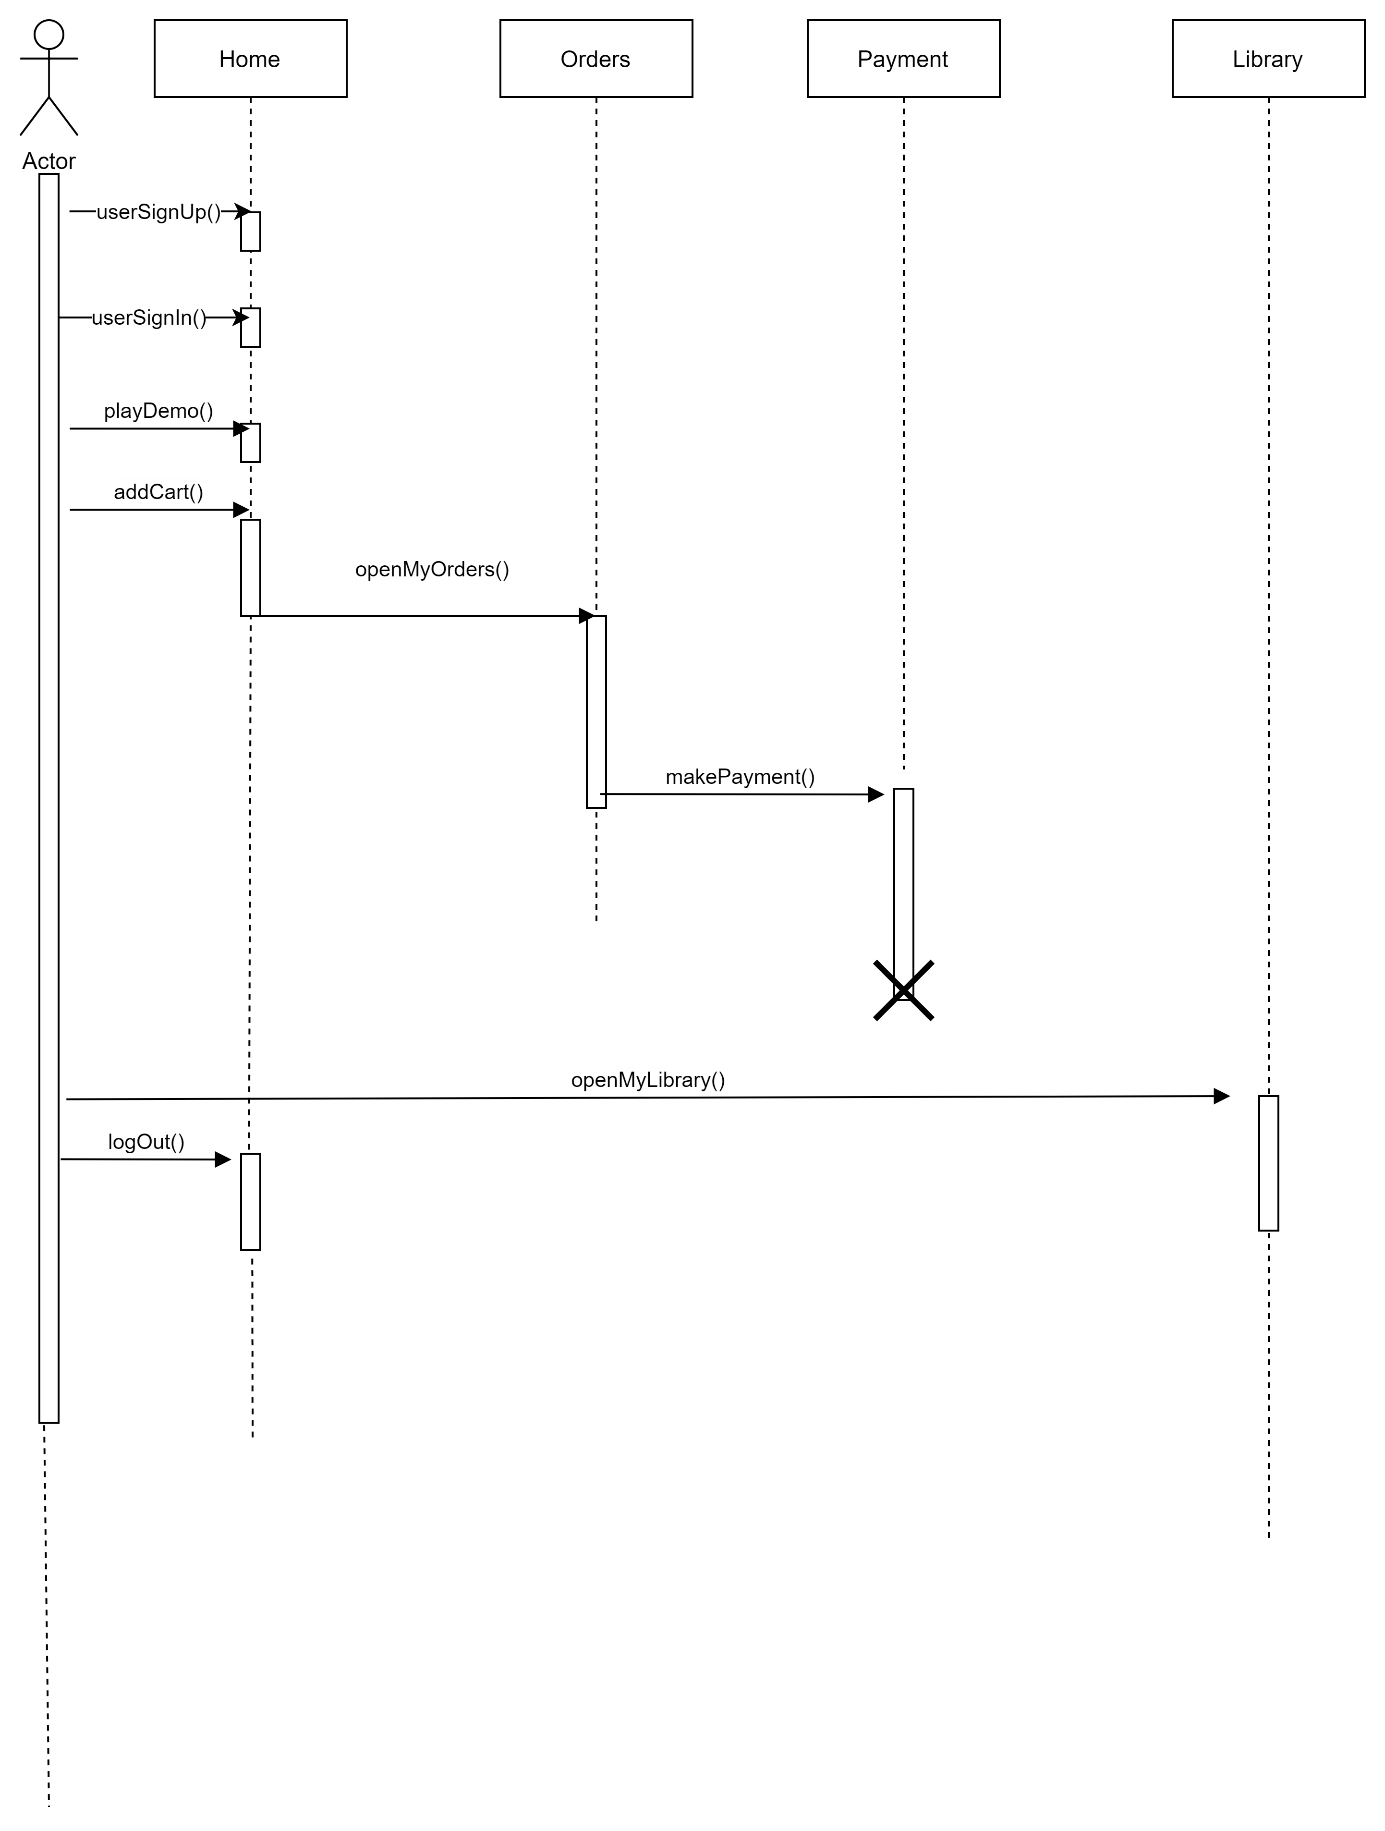 Home
Orders
Payment
Library
Actor
userSignUp()
userSignIn()
playDemo()
addCart()
openMyOrders()
makePayment()
openMyLibrary()
logOut()